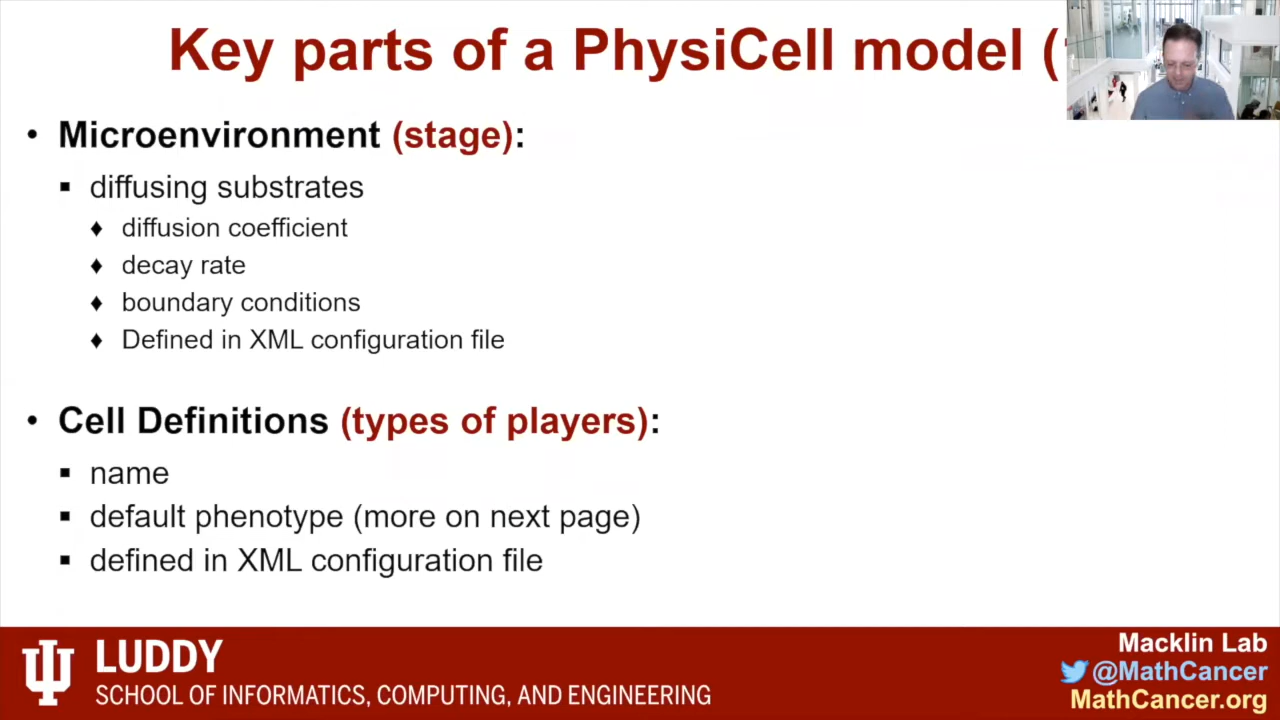 Key parts of a PhysiCell model (
• Microenvironment (stage):
▪ diffusing substrates
♦ diffusion coefficient
♦ decay rate
♦ boundary conditions
♦ Defined in XML configuration file
• Cell Definitions (types of players):
▪ name
▪ default phenotype (more on next page)
▪ defined in XML configuration file
LUDDY
SCHOOL OF INFORMATICS, COMPUTING, AND ENGINEERING
Macklin Lab
@MathCancer
MathCancer.org